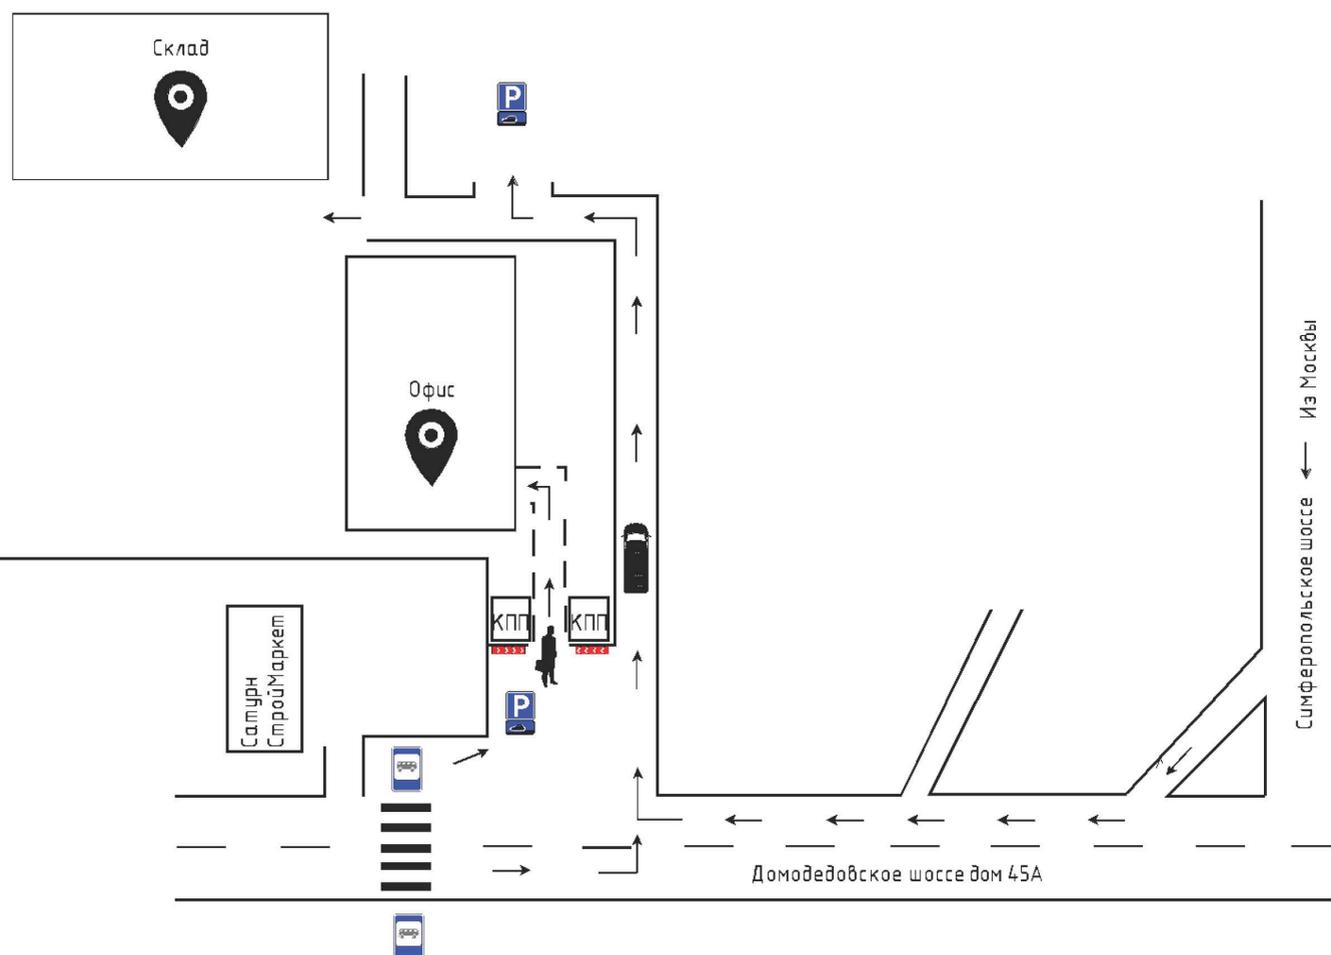 Склад
P
Из Москвы
Офис
Симферопольское шоссе
КПП
КПП
Сатурн
СтройМаркет
P
Домодедовское шоссе дом 45А